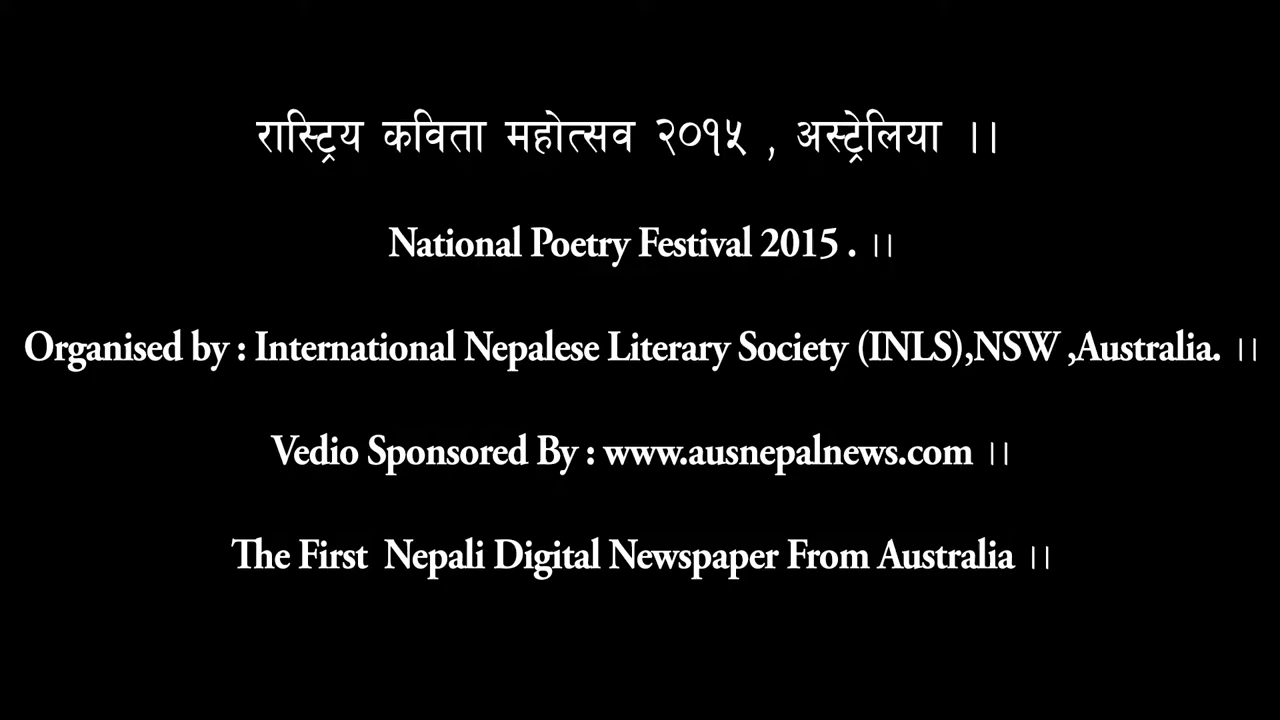 रास्ट्रिय कविता महोत्सव २०१५ , अस्ट्रेलिया ।।
National Poetry Festival 2015 . ।।
Organised by : International Nepalese Literary Society (INLS),NSW ,Australia. ।।
Vedio Sponsored By : www.ausnepalnews.com ।।
The First  Nepali Digital Newspaper From Australia ।।